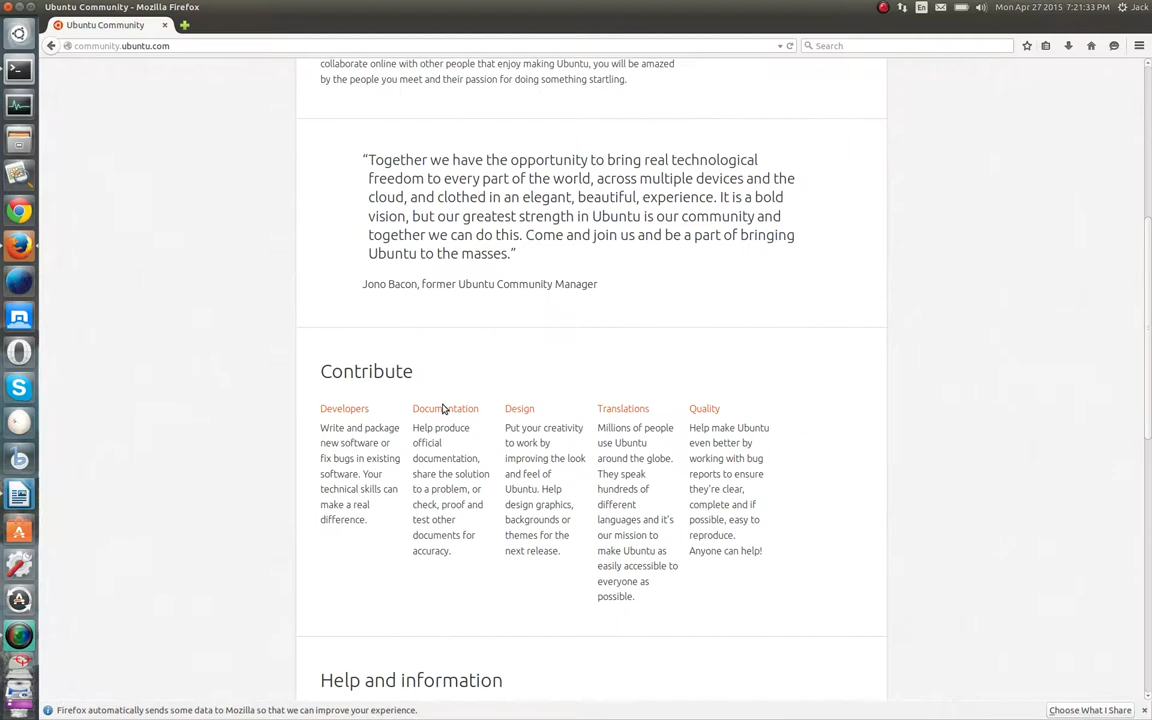 Ubuntu Community - Mozilla Firefox
En
Mon Apr 27 2015 7:21:33 PM
Jack
Ubuntu Community
community.ubuntu.com
Search
collaborate online with other people that enjoy making Ubuntu, you will be amazed
by the people you meet and their passion for doing something startling.
“Together we have the opportunity to bring real technological
freedom to every part of the world, across multiple devices and the
cloud, and clothed in an elegant, beautiful, experience. It is a bold
vision, but our greatest strength in Ubuntu is our community and
together we can do this. Come and join us and be a part of bringing
Ubuntu to the masses.”
Jono Bacon, former Ubuntu Community Manager
Contribute
Developers
Write and package
new software or
fix bugs in existing
software. Your
technical skills can
make a real
difference.
Documentation
Help produce
official
documentation,
share the solution
to a problem, or
check, proof and
test other
documents for
accuracy.
Design
Put your creativity
to work by
improving the look
and feel of
Ubuntu. Help
design graphics,
backgrounds or
themes for the
next release.
Translations
Millions of people
use Ubuntu
around the globe.
They speak
hundreds of
different
languages and it's
our mission to
make Ubuntu as
easily accessible to
everyone as
possible.
Quality
Help make Ubuntu
even better by
working with bug
reports to ensure
they're clear,
complete and if
possible, easy to
reproduce.
Anyone can help!
Help and information
Firefox automatically sends some data to Mozilla so that we can improve your experience.
Choose What I Share